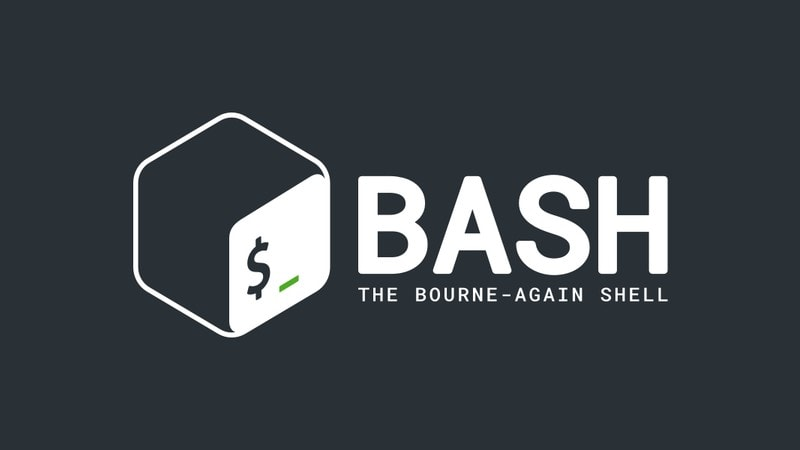 $_
BASH
THE BOURNE-AGAIN SHELL